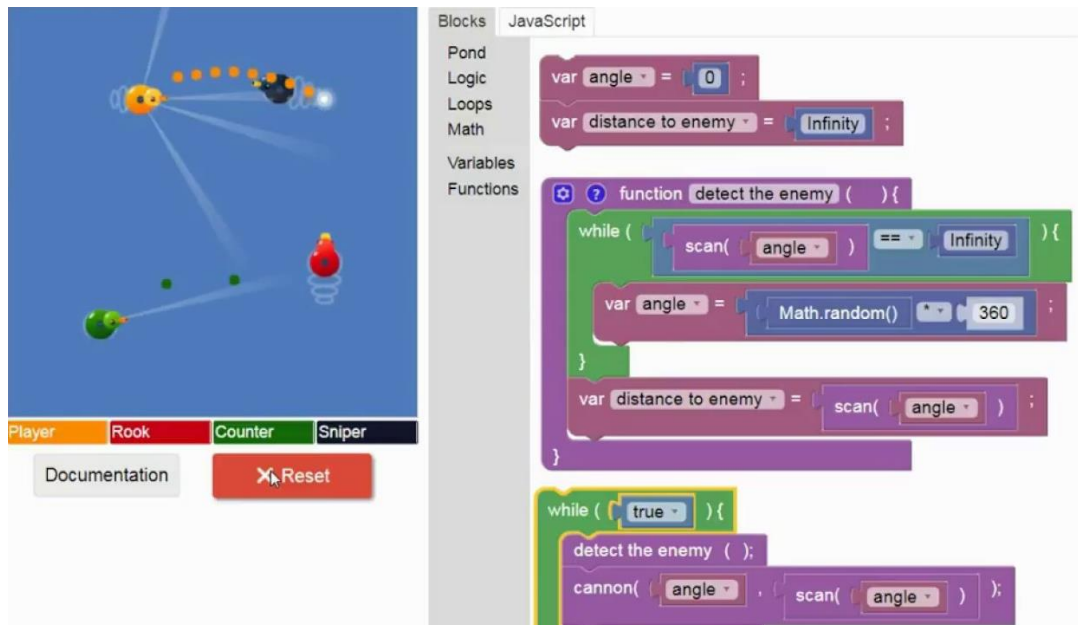 Blocks JavaScript
Pond
Logic
Loops
Math
Variables
Functions
var angle = 0 ;
var distance to enemy = Infinity ;
? function detect the enemy ( ) {
while ( scan( angle ) == Infinity ) {
var angle = Math.random() * 360 ;
}
var distance to enemy = scan( angle ) ;
}
while ( true ) {
detect the enemy ( );
cannon( angle , scan( angle ) );
Player Rook Counter Sniper
Documentation Reset